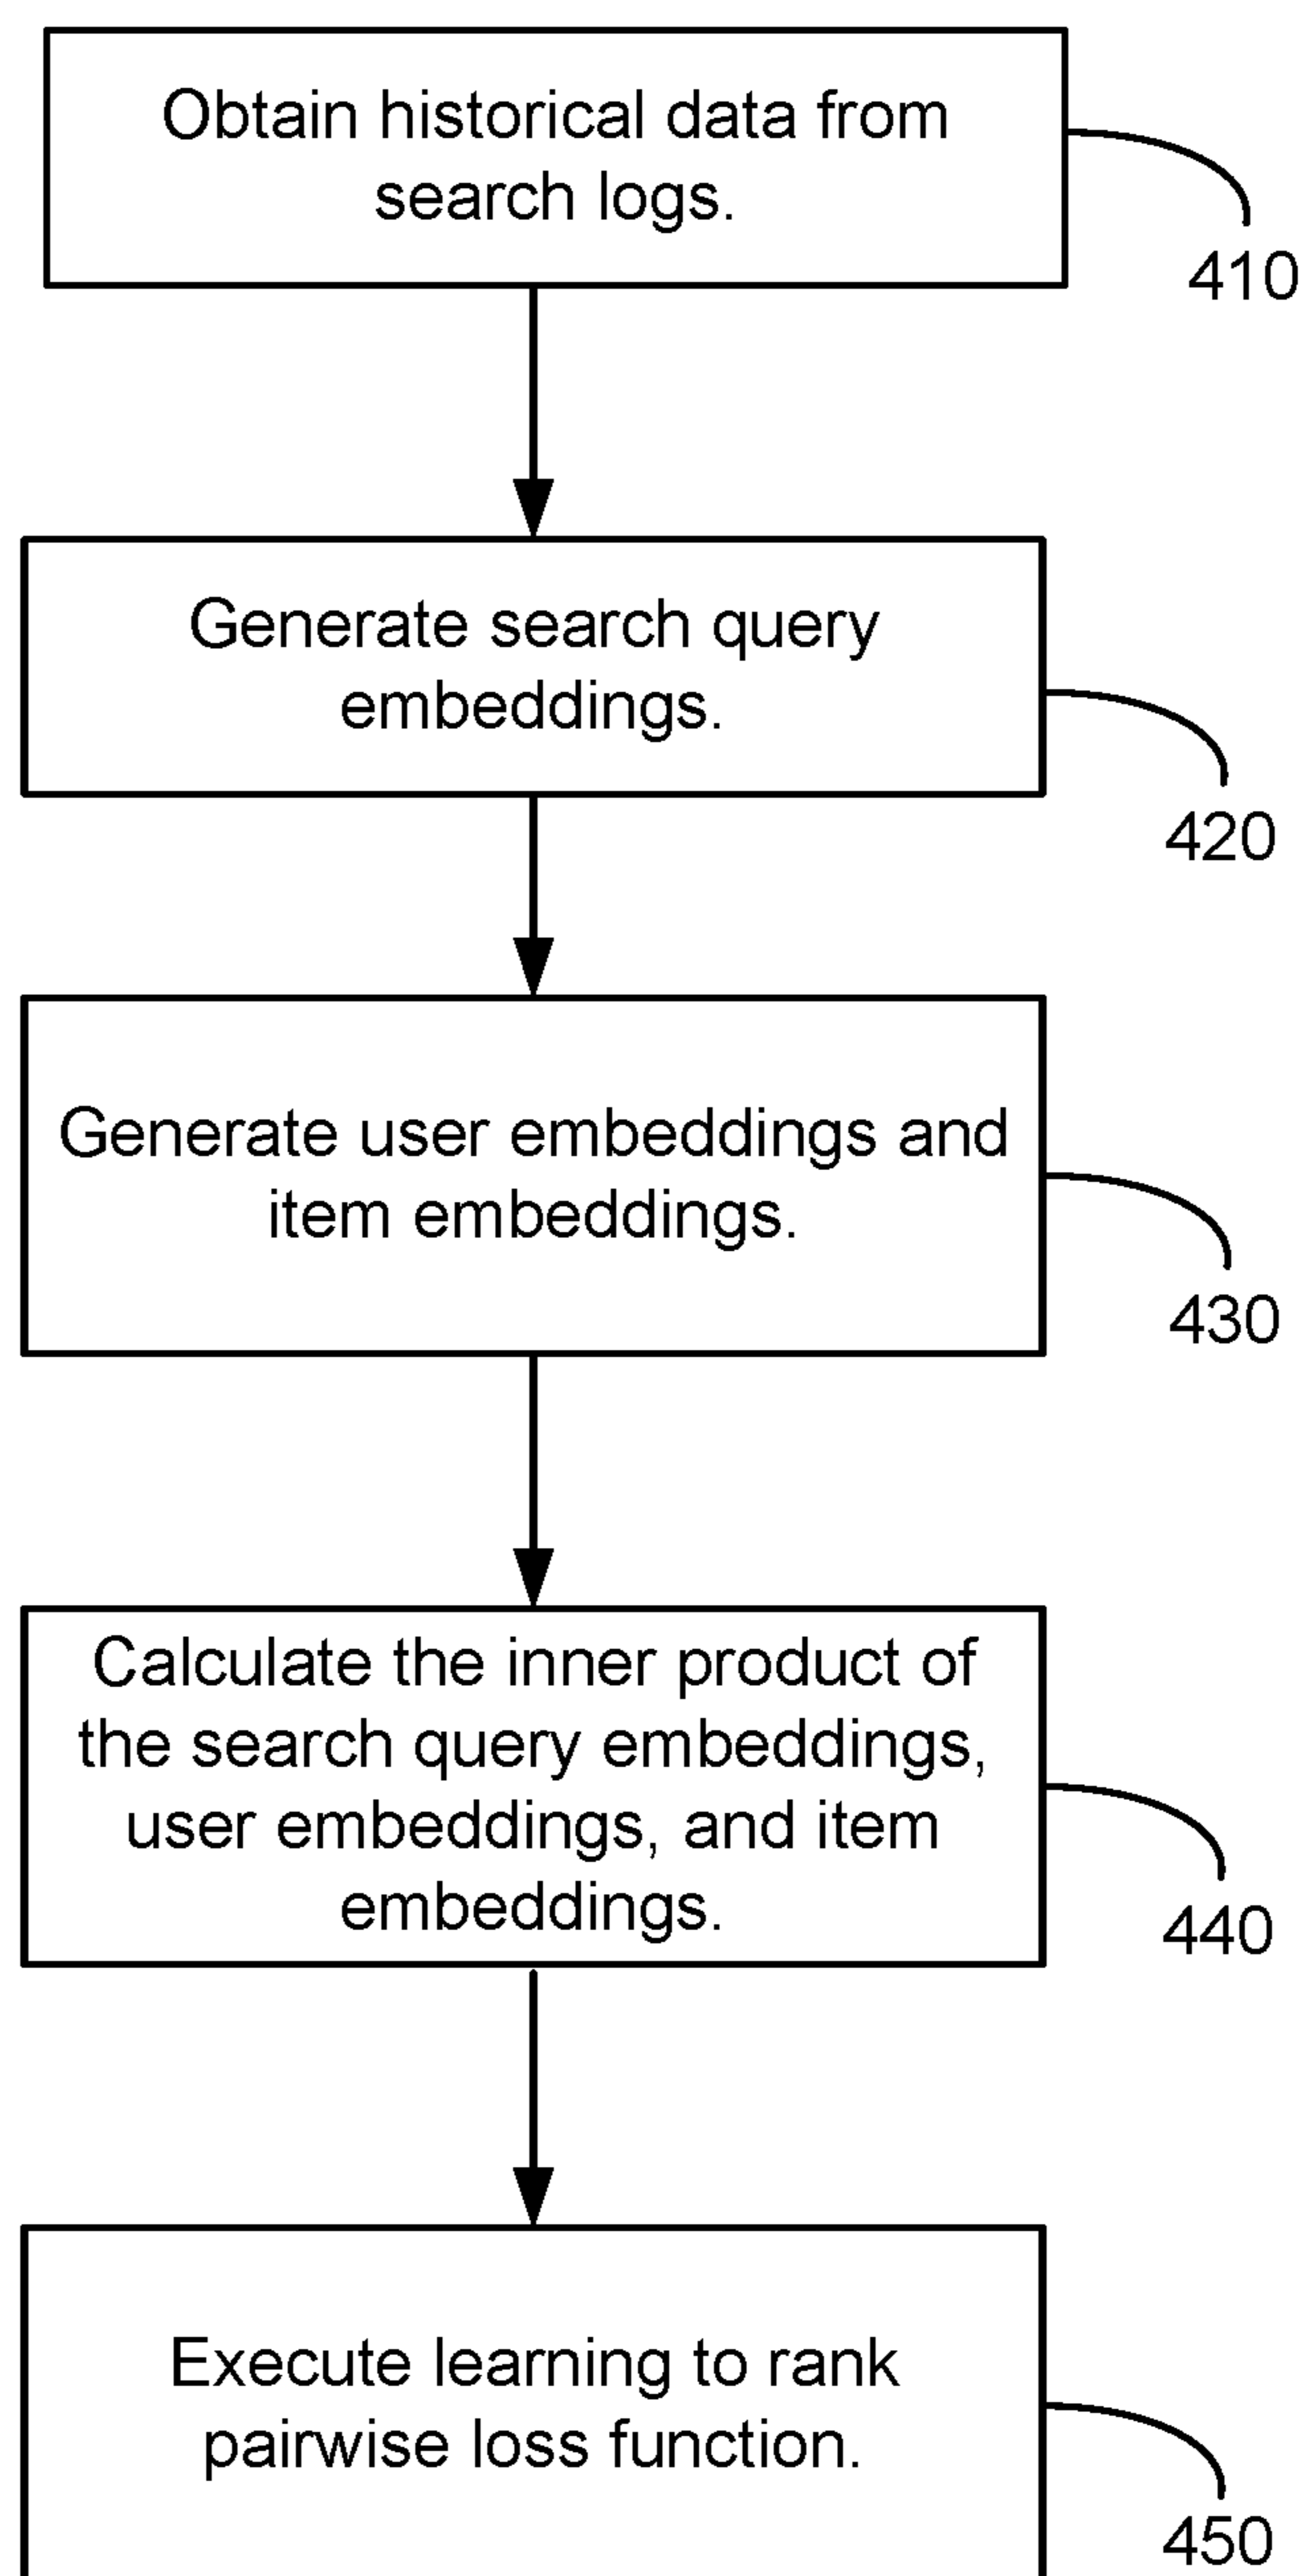 Obtain historical data from
search logs.
410
Generate search query
embeddings.
420
Generate user embeddings and
item embeddings.
430
Calculate the inner product of
the search query embeddings,
user embeddings, and item
embeddings.
440
Execute learning to rank
pairwise loss function.
450